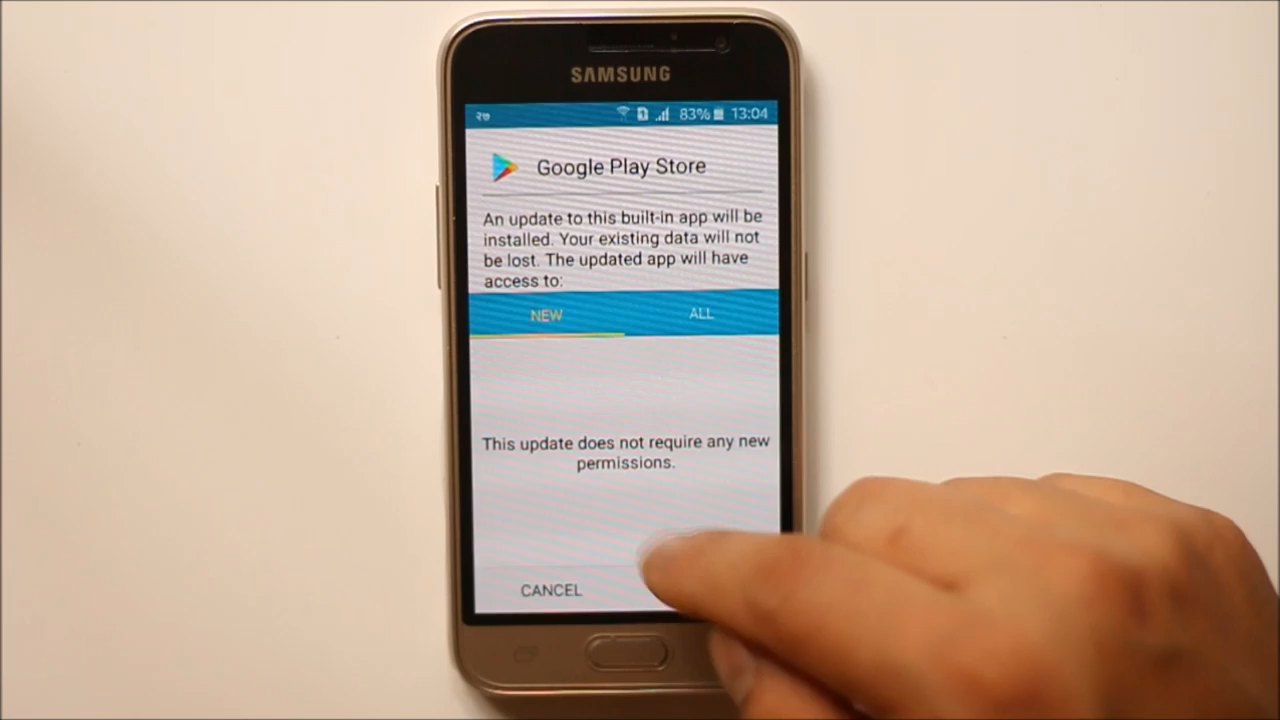 SAMSUNG
२७ 83% 13:04
Google Play Store
An update to this built-in app will be
installed. Your existing data will not
be lost. The updated app will have
access to:
NEW ALL
This update does not require any new
permissions.
CANCEL